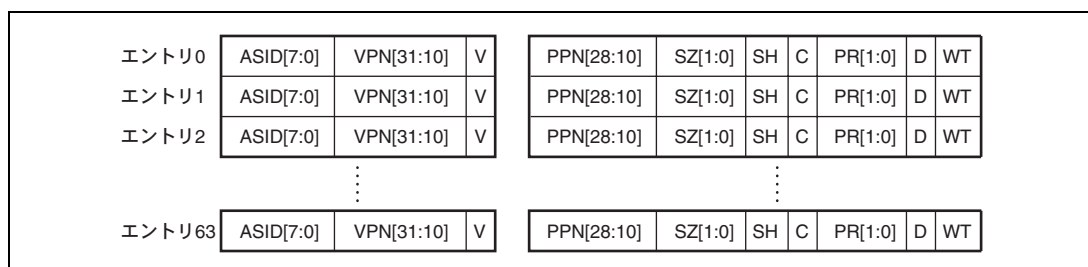 エントリ0 ASID[7:0] VPN[31:10] V PPN[28:10] SZ[1:0] SH C PR[1:0] D WT
エントリ1 ASID[7:0] VPN[31:10] V PPN[28:10] SZ[1:0] SH C PR[1:0] D WT
エントリ2 ASID[7:0] VPN[31:10] V PPN[28:10] SZ[1:0] SH C PR[1:0] D WT
エントリ63 ASID[7:0] VPN[31:10] V PPN[28:10] SZ[1:0] SH C PR[1:0] D WT